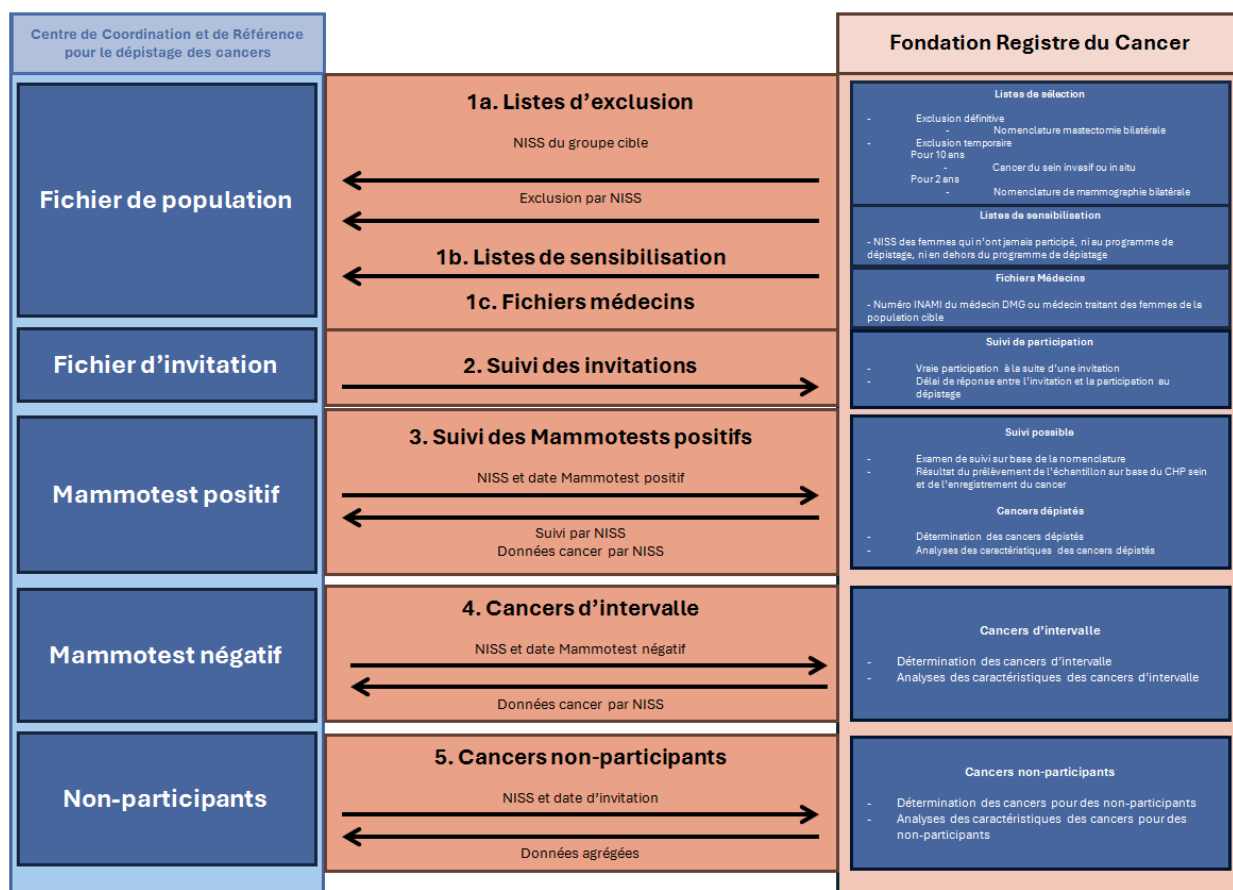 Centre de Coordination et de Référence
pour le dépistage des cancers
Fondation Registre du Cancer
Fichier de population
1a. Listes d'exclusion
NISS du groupe cible
Exclusion par NISS
1b. Listes de sensibilisation
1c. Fichiers médecins
Listes de sélection
- Exclusion définitive
- Nomenclature mastectomie bilatérale
- Exclusion temporaire
Pour 10 ans
- Cancer du sein invasif ou in situ
Pour 2 ans
- Nomenclature de mammographie bilatérale
Listes de sensibilisation
- NISS des femmes qui n'ont jamais participé, ni au programme de
dépistage, ni en dehors du programme de dépistage
Fichiers Médecins
- Numéro INAMI du médecin DMG ou médecin traitant des femmes de la
population cible
Fichier d'invitation
2. Suivi des invitations
Suivi de participation
- Vraie participation à la suite d'une invitation
- Délai de réponse entre l'invitation et la participation au
dépistage
Mammotest positif
3. Suivi des Mammotests positifs
NISS et date Mammotest positif
Suivi par NISS
Données cancer par NISS
Suivi possible
- Examen de suivi sur base de la nomenclature
- Résultat du prélèvement de l'échantillon sur base du CHP sein
et de l'enregistrement du cancer
Cancers dépistés
- Détermination des cancers dépistés
- Analyses des caractéristiques des cancers dépistés
Mammotest négatif
4. Cancers d'intervalle
NISS et date Mammotest négatif
Données cancer par NISS
Cancers d'intervalle
- Détermination des cancers d'intervalle
- Analyses des caractéristiques des cancers d'intervalle
Non-participants
5. Cancers non-participants
NISS et date d'invitation
Données agrégées
Cancers non-participants
- Détermination des cancers pour des non-participants
- Analyses des caractéristiques des cancers pour des
non-participants